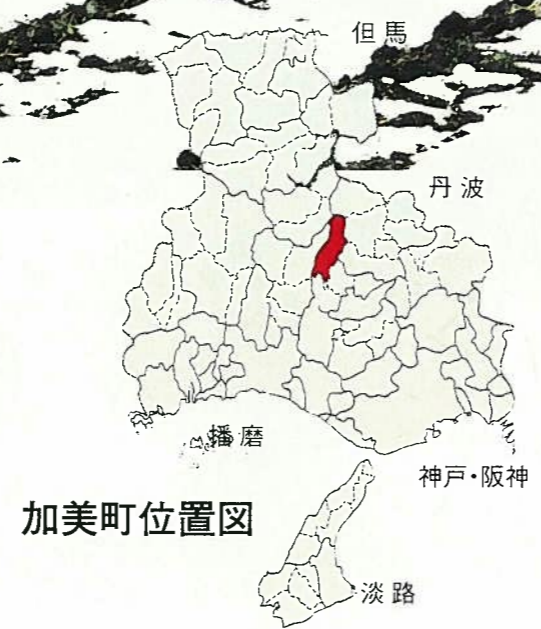 但馬
丹波
播磨
神戸・阪神
加美町位置図
淡路